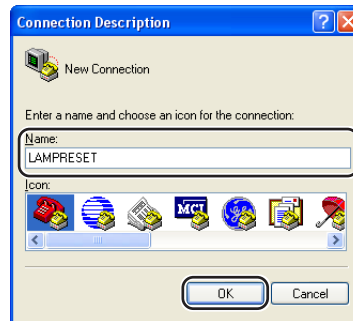 Connection Description
New Connection
Enter a name and choose an icon for the connection:
Name:
LAMPRESET
Icon:
MCI
OK Cancel